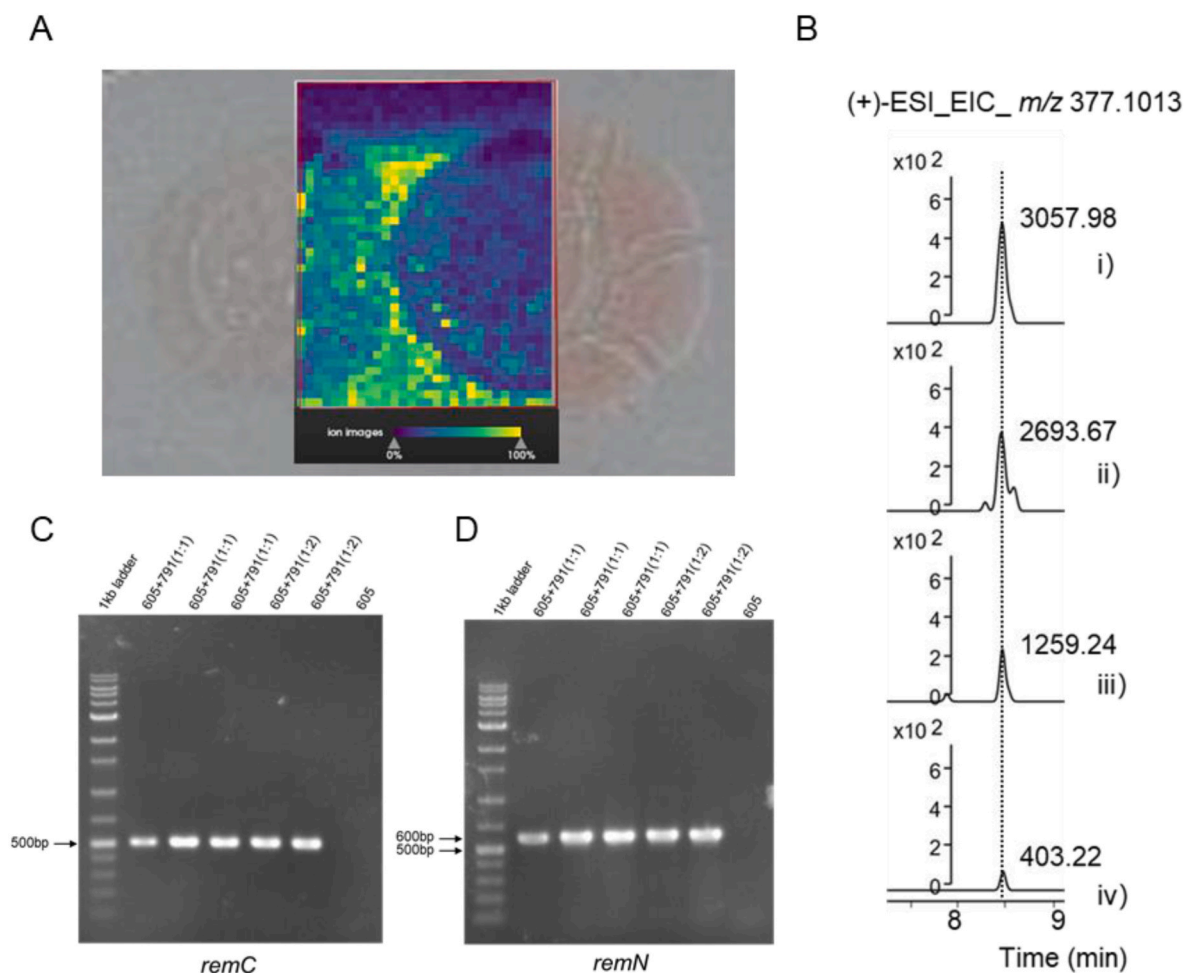 A
B
(+)-ESI_EIC_ m/z 377.1013
x10 2
6
4
2
0
3057.98
i)
x10 2
6
4
2
0
2693.67
ii)
x10 2
6
4
2
0
1259.24
iii)
x10 2
6
4
2
0
403.22
iv)
8
9
Time (min)
ion images
0%
100%
C
1kb ladder
605+791(1:1)
605+791(1:1)
605+791(1:1)
605+791(1:2)
605+791(1:2)
605
500bp
remC
D
1kb ladder
605+791(1:1)
605+791(1:1)
605+791(1:1)
605+791(1:2)
605+791(1:2)
605
600bp
500bp
remN